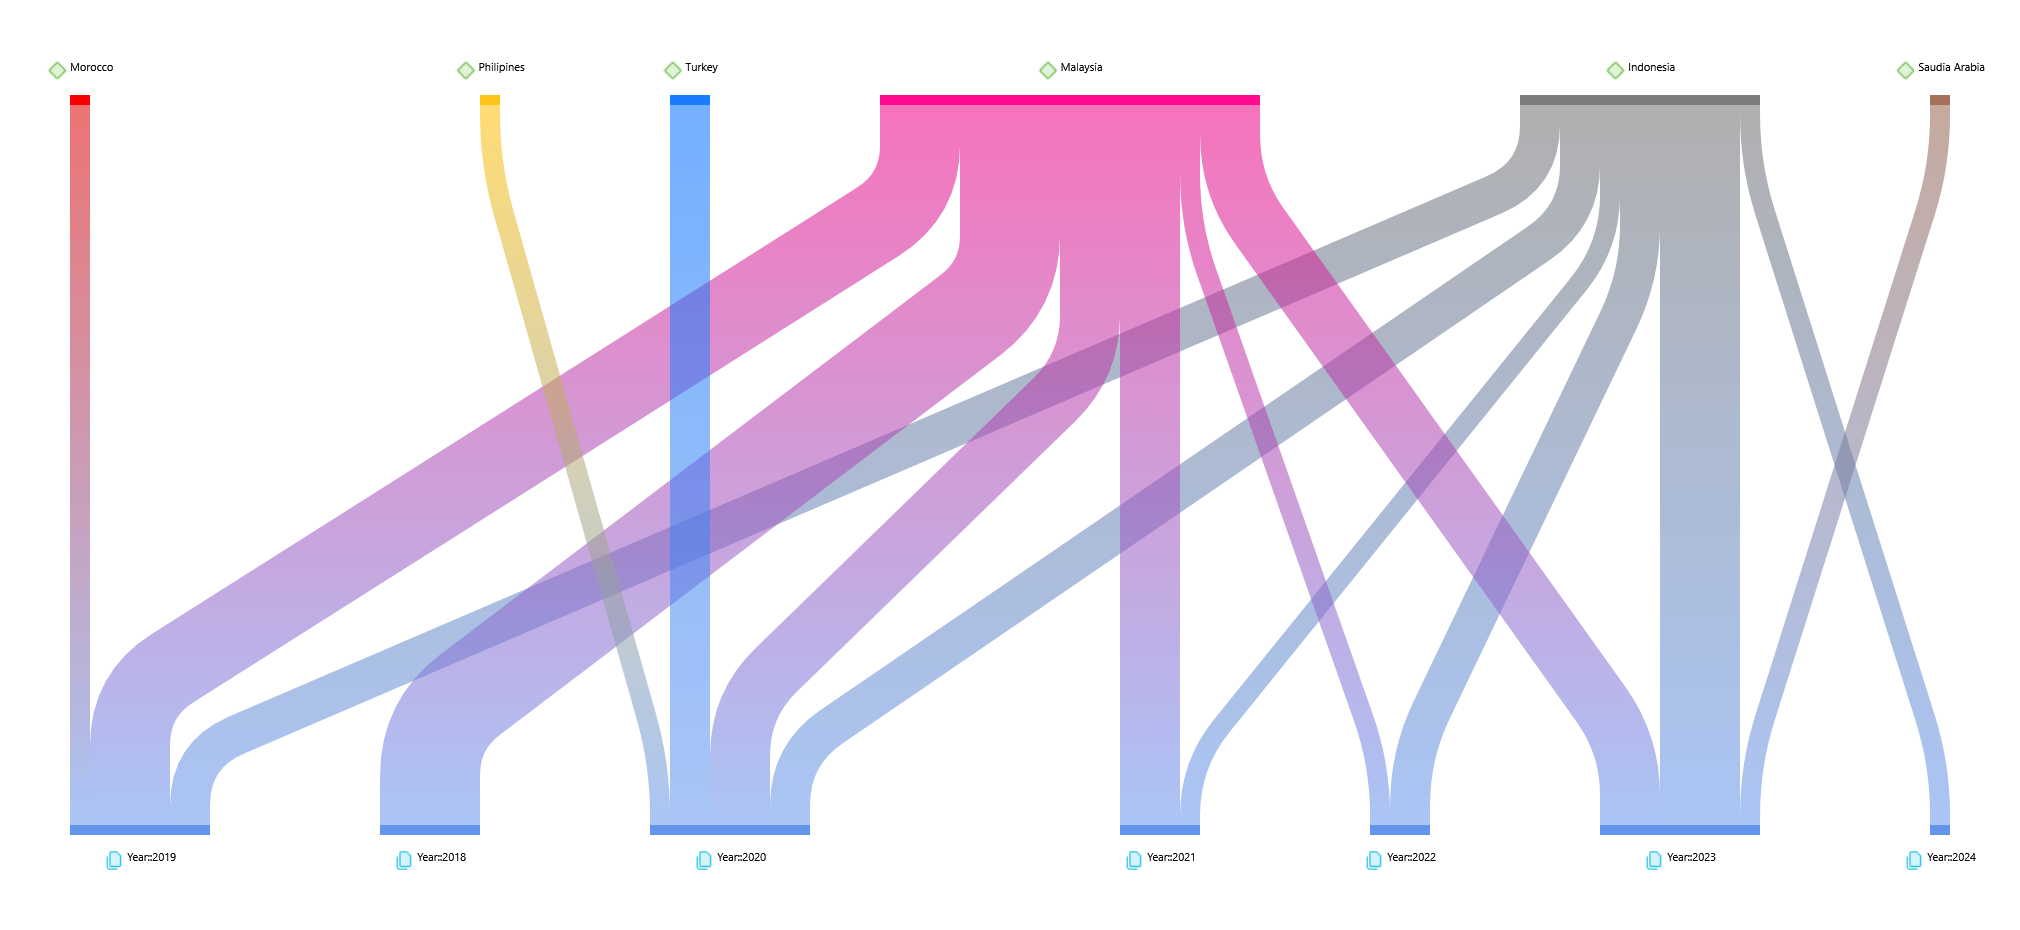 Morocco
Philipines
Turkey
Malaysia
Indonesia
Saudia Arabia
Year::2019
Year::2018
Year::2020
Year::2021
Year::2022
Year::2023
Year::2024